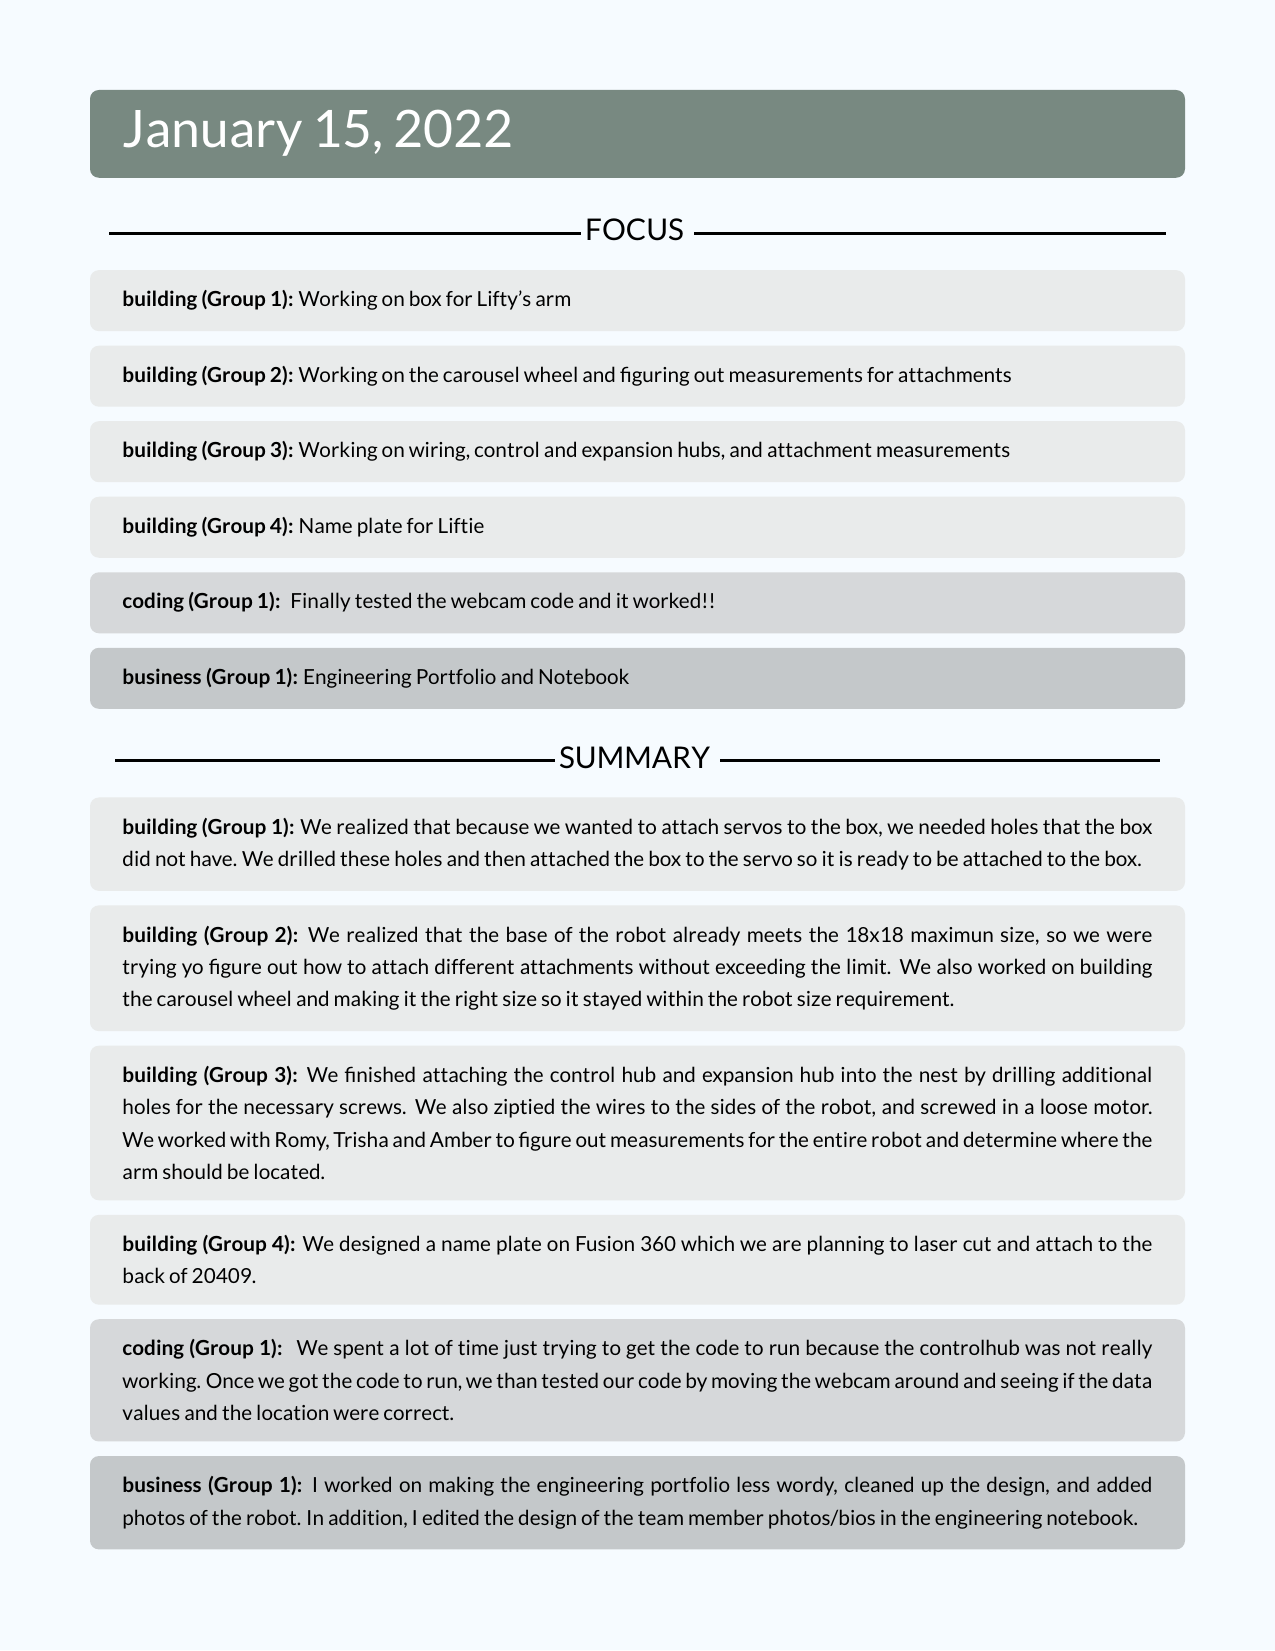 January 15, 2022
FOCUS
building (Group 1): Working on box for Lifty’s arm
building (Group 2): Working on the carousel wheel and figuring out measurements for attachments
building (Group 3): Working on wiring, control and expansion hubs, and attachment measurements
building (Group 4): Name plate for Liftie
coding (Group 1): Finally tested the webcam code and it worked!!
business (Group 1): Engineering Portfolio and Notebook
SUMMARY
building (Group 1): We realized that because we wanted to attach servos to the box, we needed holes that the box
did not have. We drilled these holes and then attached the box to the servo so it is ready to be attached to the box.
building (Group 2): We realized that the base of the robot already meets the 18x18 maximun size, so we were
trying yo figure out how to attach different attachments without exceeding the limit. We also worked on building
the carousel wheel and making it the right size so it stayed within the robot size requirement.
building (Group 3): We finished attaching the control hub and expansion hub into the nest by drilling additional
holes for the necessary screws. We also ziptied the wires to the sides of the robot, and screwed in a loose motor.
We worked with Romy, Trisha and Amber to figure out measurements for the entire robot and determine where the
arm should be located.
building (Group 4): We designed a name plate on Fusion 360 which we are planning to laser cut and attach to the
back of 20409.
coding (Group 1): We spent a lot of time just trying to get the code to run because the controlhub was not really
working. Once we got the code to run, we than tested our code by moving the webcam around and seeing if the data
values and the location were correct.
business (Group 1): I worked on making the engineering portfolio less wordy, cleaned up the design, and added
photos of the robot. In addition, I edited the design of the team member photos/bios in the engineering notebook.